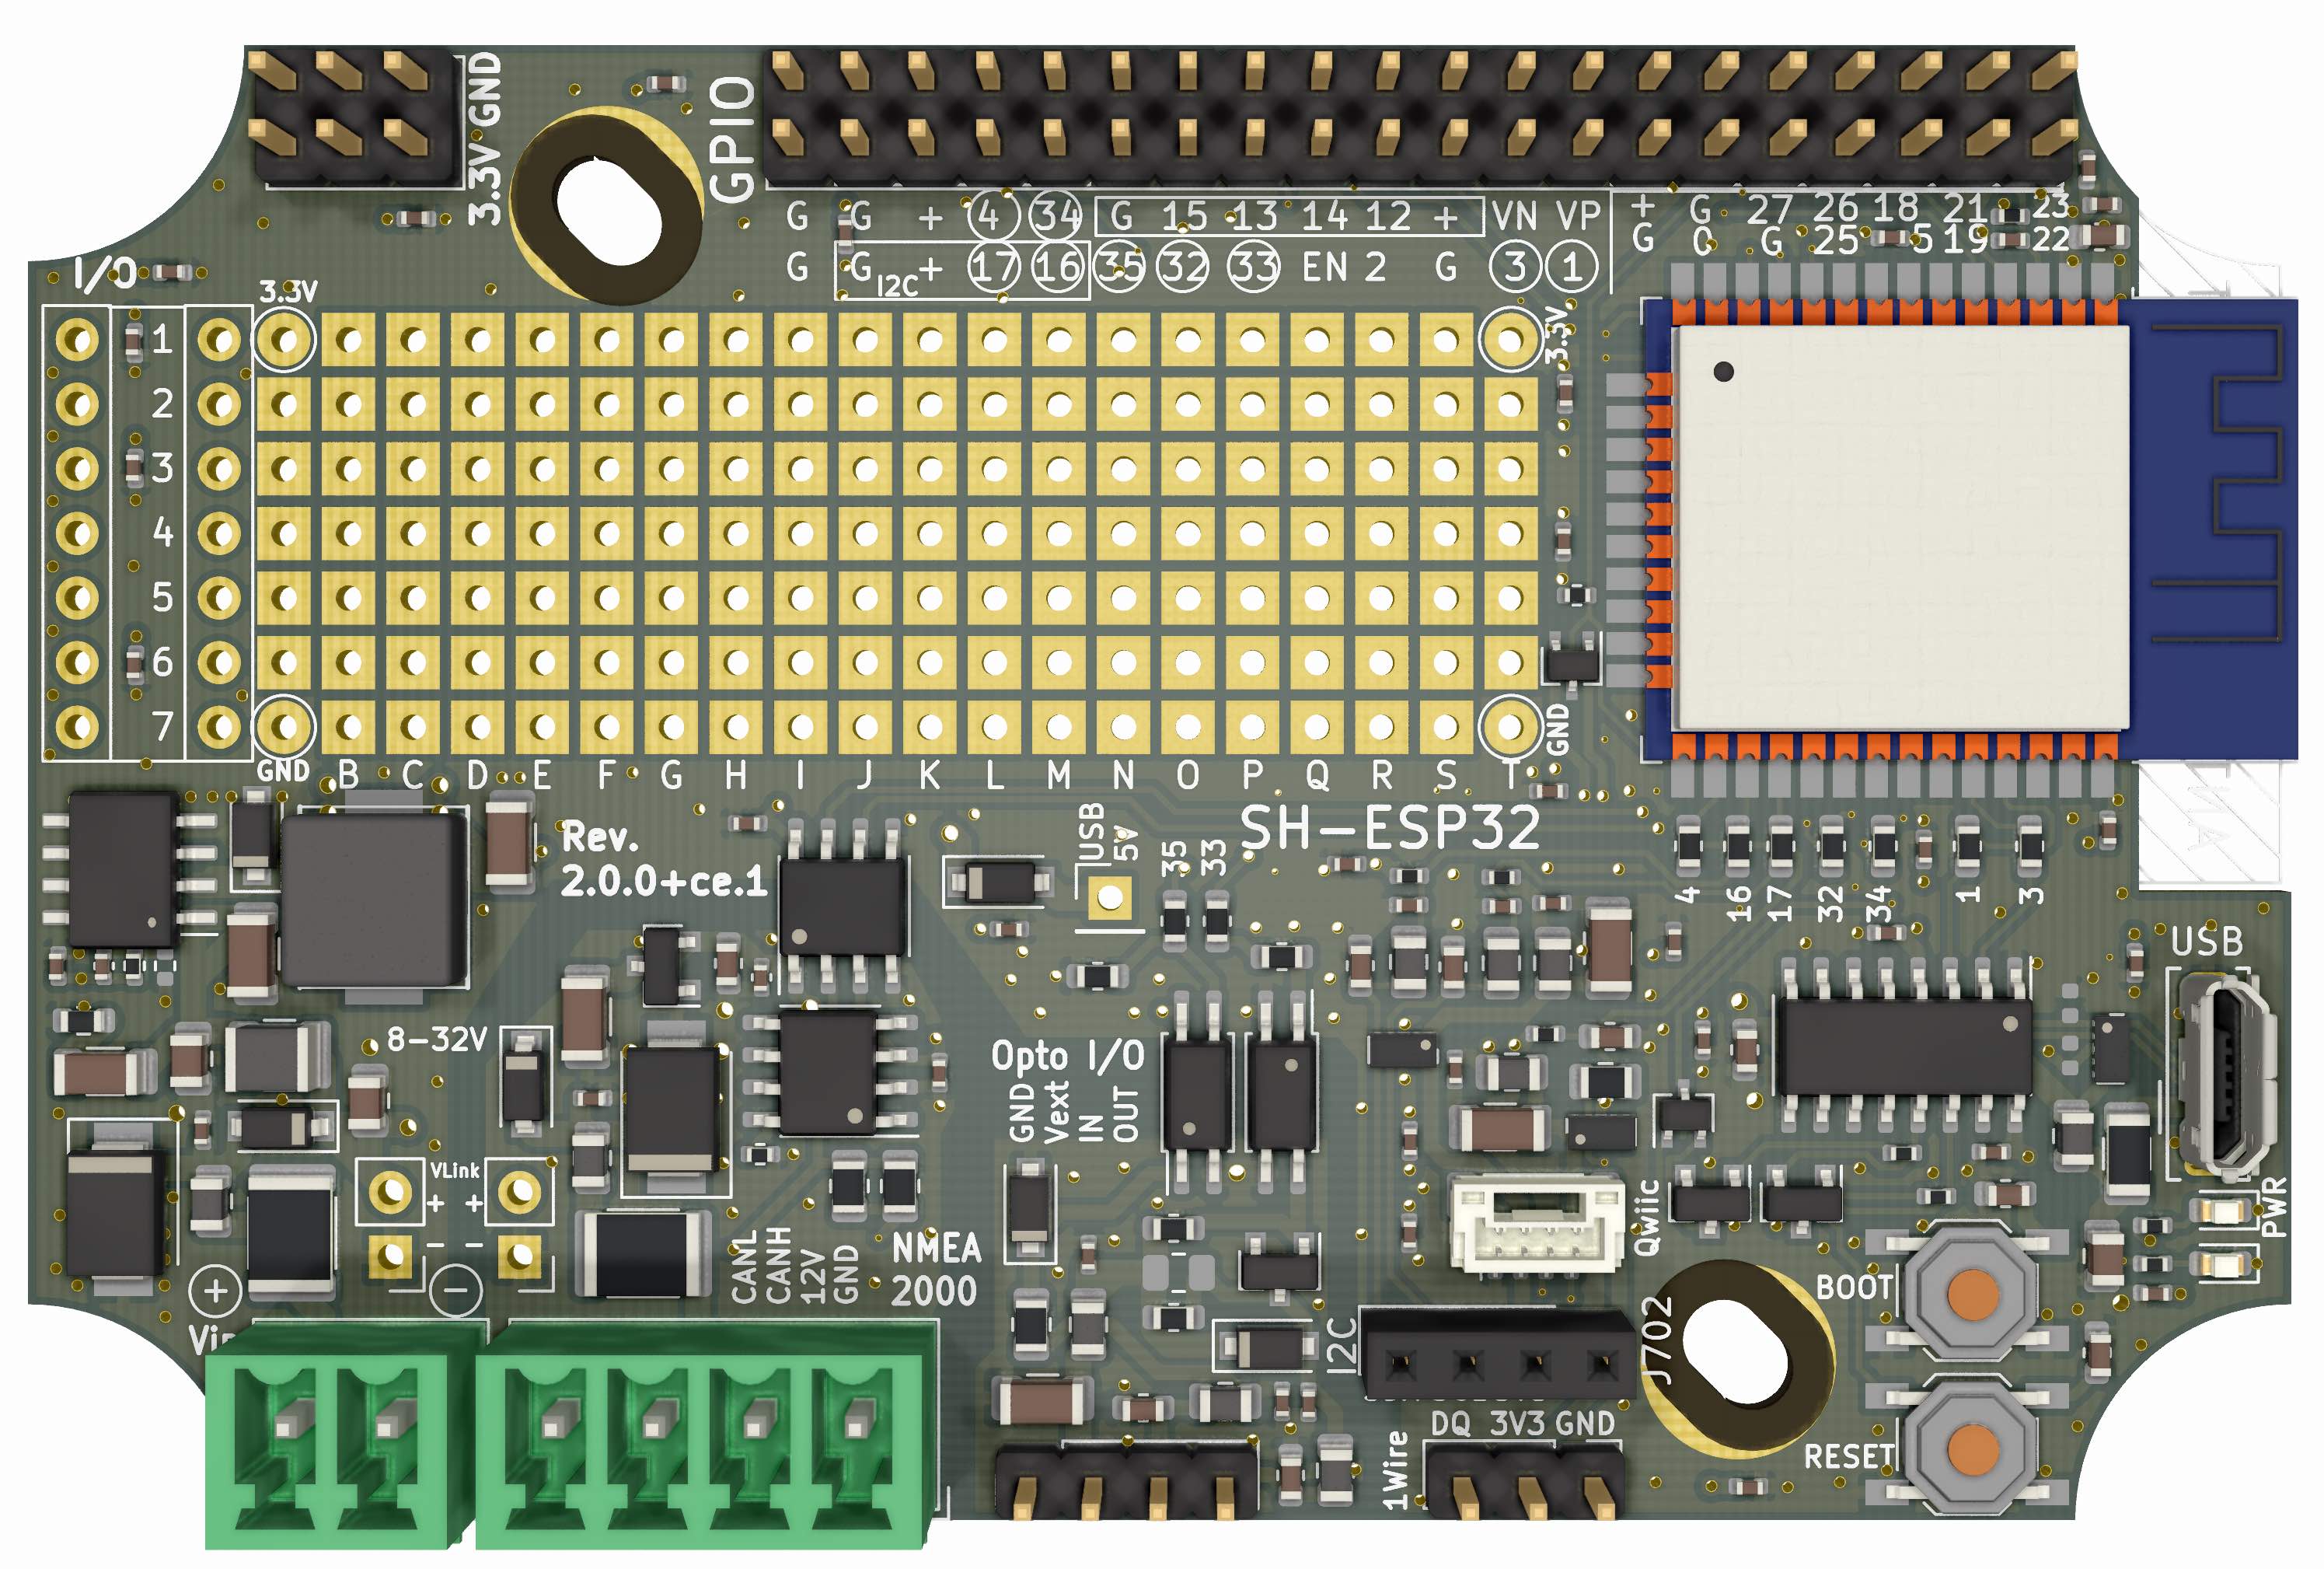 3.3V GND
GPIO
G G + 4 34 G 15 13 14 12 + VN VP
G G I2C + 17 16 35 32 33 EN 2 G 3 1
+ G 27 26 18 21 23
G 0 G 25 5 19 22
I/O
3.3V
3.3V
1
2
3
4
5
6
7
GND
GND
B C D E F G H I J K L M N O P Q R S T
SH-ESP32
Rev.
2.0.0+ce.1
USB
5V
35
33
4 16 17 32 34 1 3
USB
8-32V
Opto I/O
GND
Vext
IN
OUT
VLink
+ +
- -
+
-
CANL
CANH
12V
GND
NMEA
2000
Qwiic
PWR
BOOT
I2C
J702
DQ 3V3 GND
1Wire
RESET